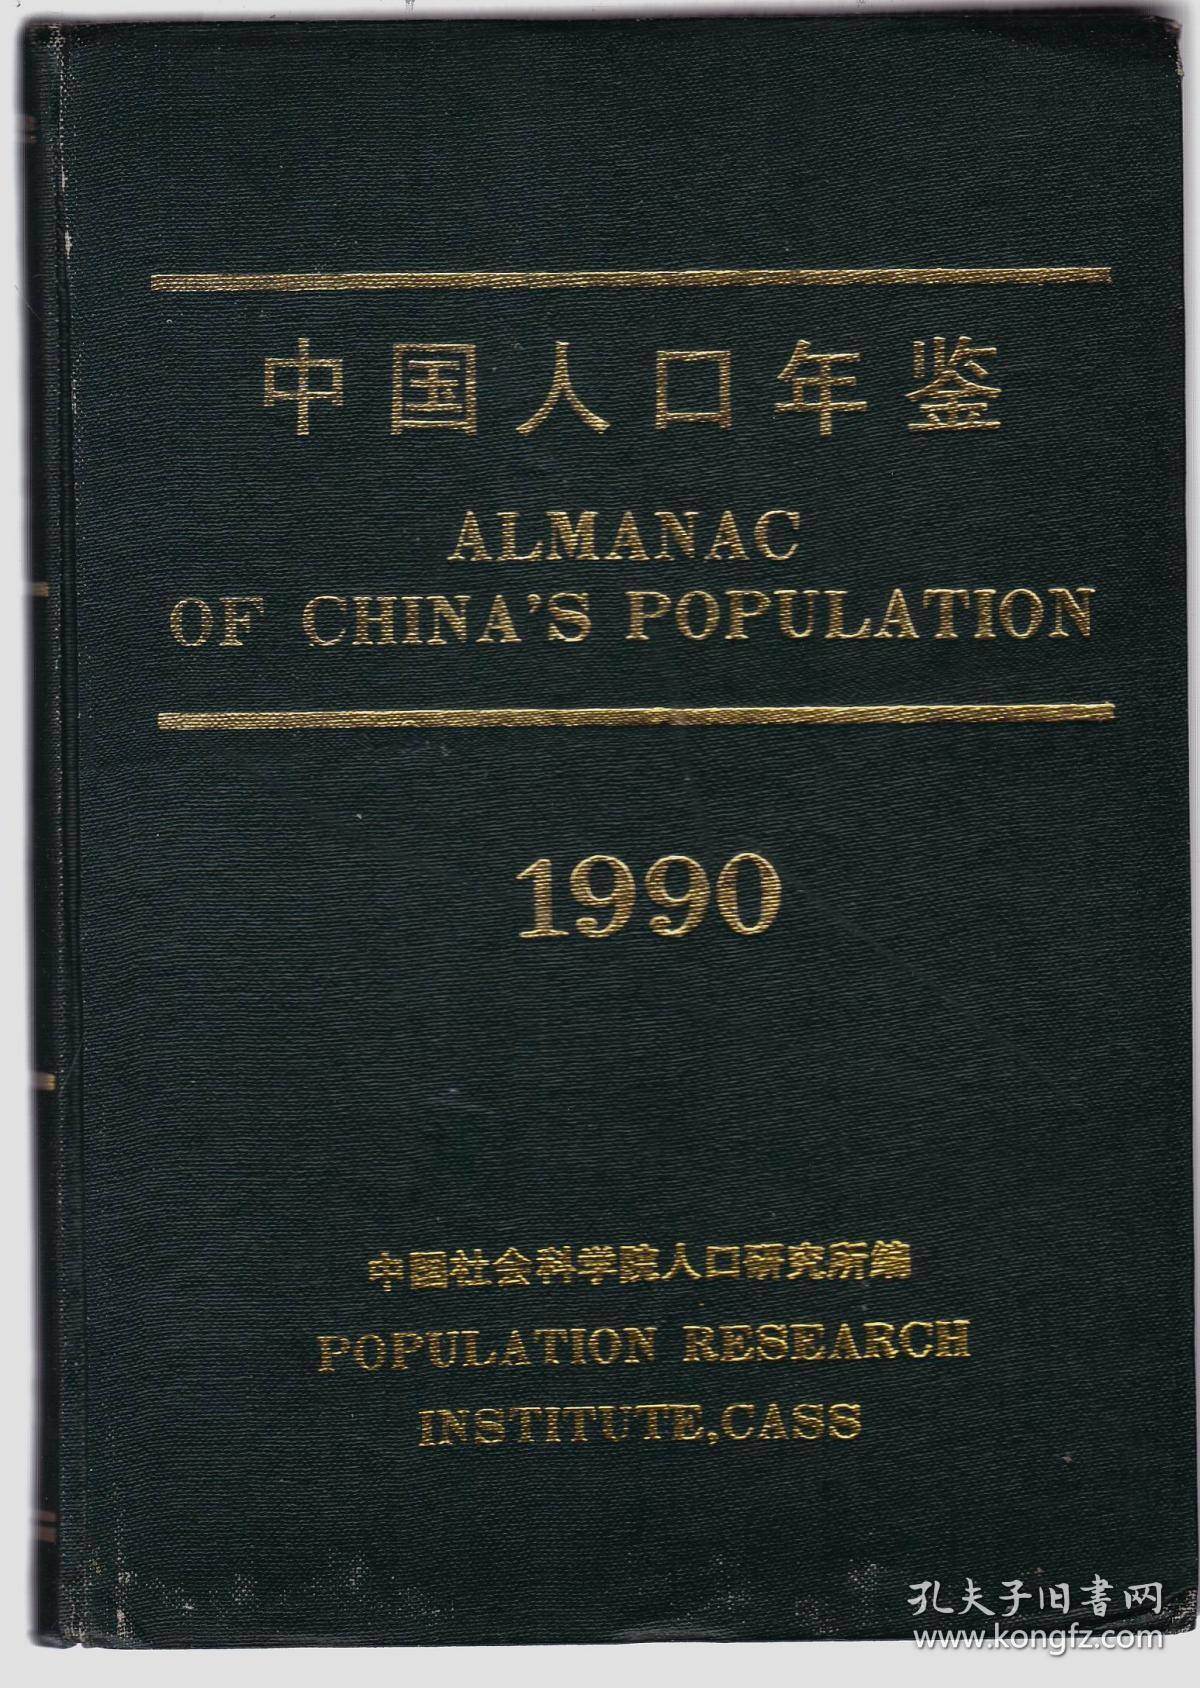 中国人口年鉴
ALMANAC
OF CHINA'S POPULATION
1990
中国社会科学院人口研究所编
POPULATION RESEARCH
INSTITUTE,CASS
孔夫子旧書网
www.kongfz.com